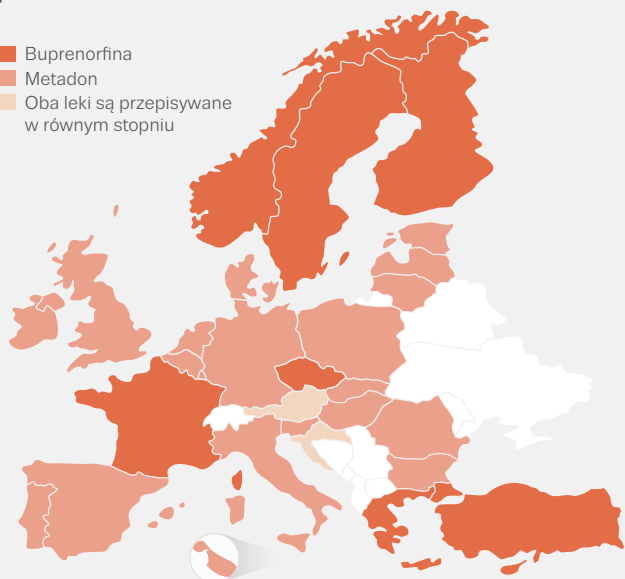 Buprenorfina
Metadon
Oba leki są przepisywane
w równym stopniu